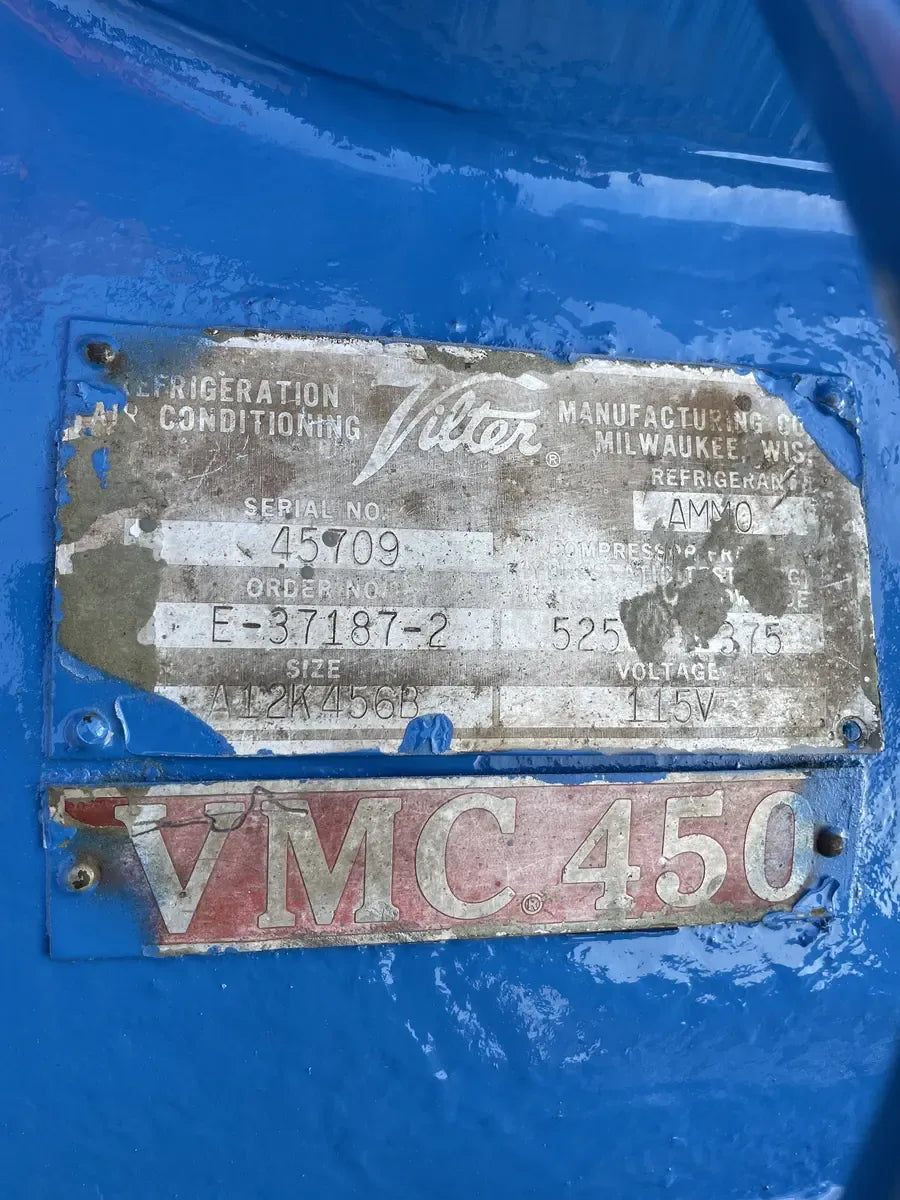 REFRIGERATION
AIR CONDITIONING
Vilter ®
MANUFACTURING CO
MILWAUKEE, WIS.
REFRIGERANT
AMMO
SERIAL NO.
45709
ORDER NO.
E-37187-2
525 375
SIZE
A12K456B
VOLTAGE
115V
VMC® 450